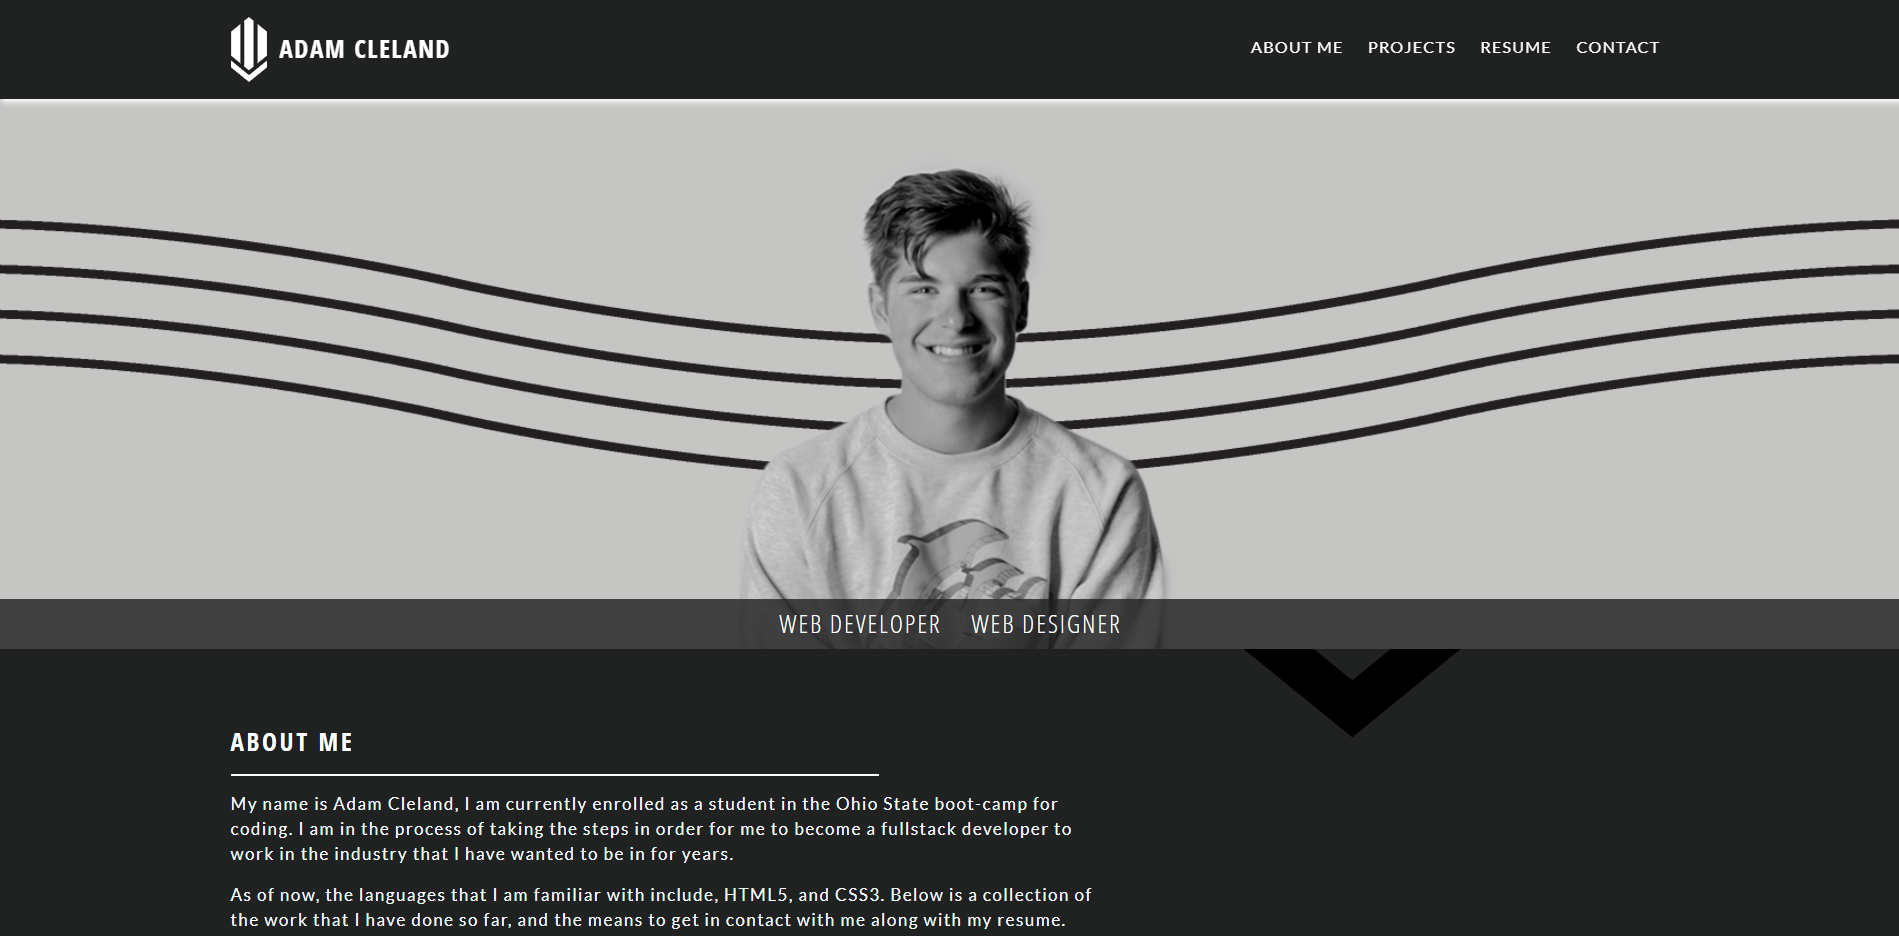 ADAM CLELAND
ABOUT ME PROJECTS RESUME CONTACT
WEB DEVELOPER WEB DESIGNER
ABOUT ME
My name is Adam Cleland, I am currently enrolled as a student in the Ohio State boot-camp for
coding. I am in the process of taking the steps in order for me to become a fullstack developer to
work in the industry that I have wanted to be in for years.
As of now, the languages that I am familiar with include, HTML5, and CSS3. Below is a collection of
the work that I have done so far, and the means to get in contact with me along with my resume.